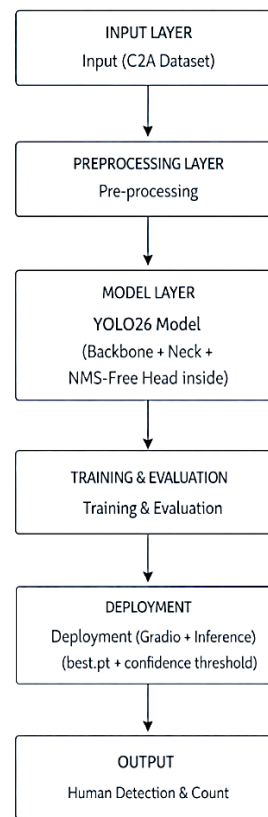 INPUT LAYER
Input (C2A Dataset)
PREPROCESSING LAYER
Pre-processing
MODEL LAYER
YOLO26 Model
(Backbone + Neck +
NMS-Free Head inside)
TRAINING & EVALUATION
Training & Evaluation
DEPLOYMENT
Deployment (Gradio + Inference)
(best.pt + confidence threshold)
OUTPUT
Human Detection & Count